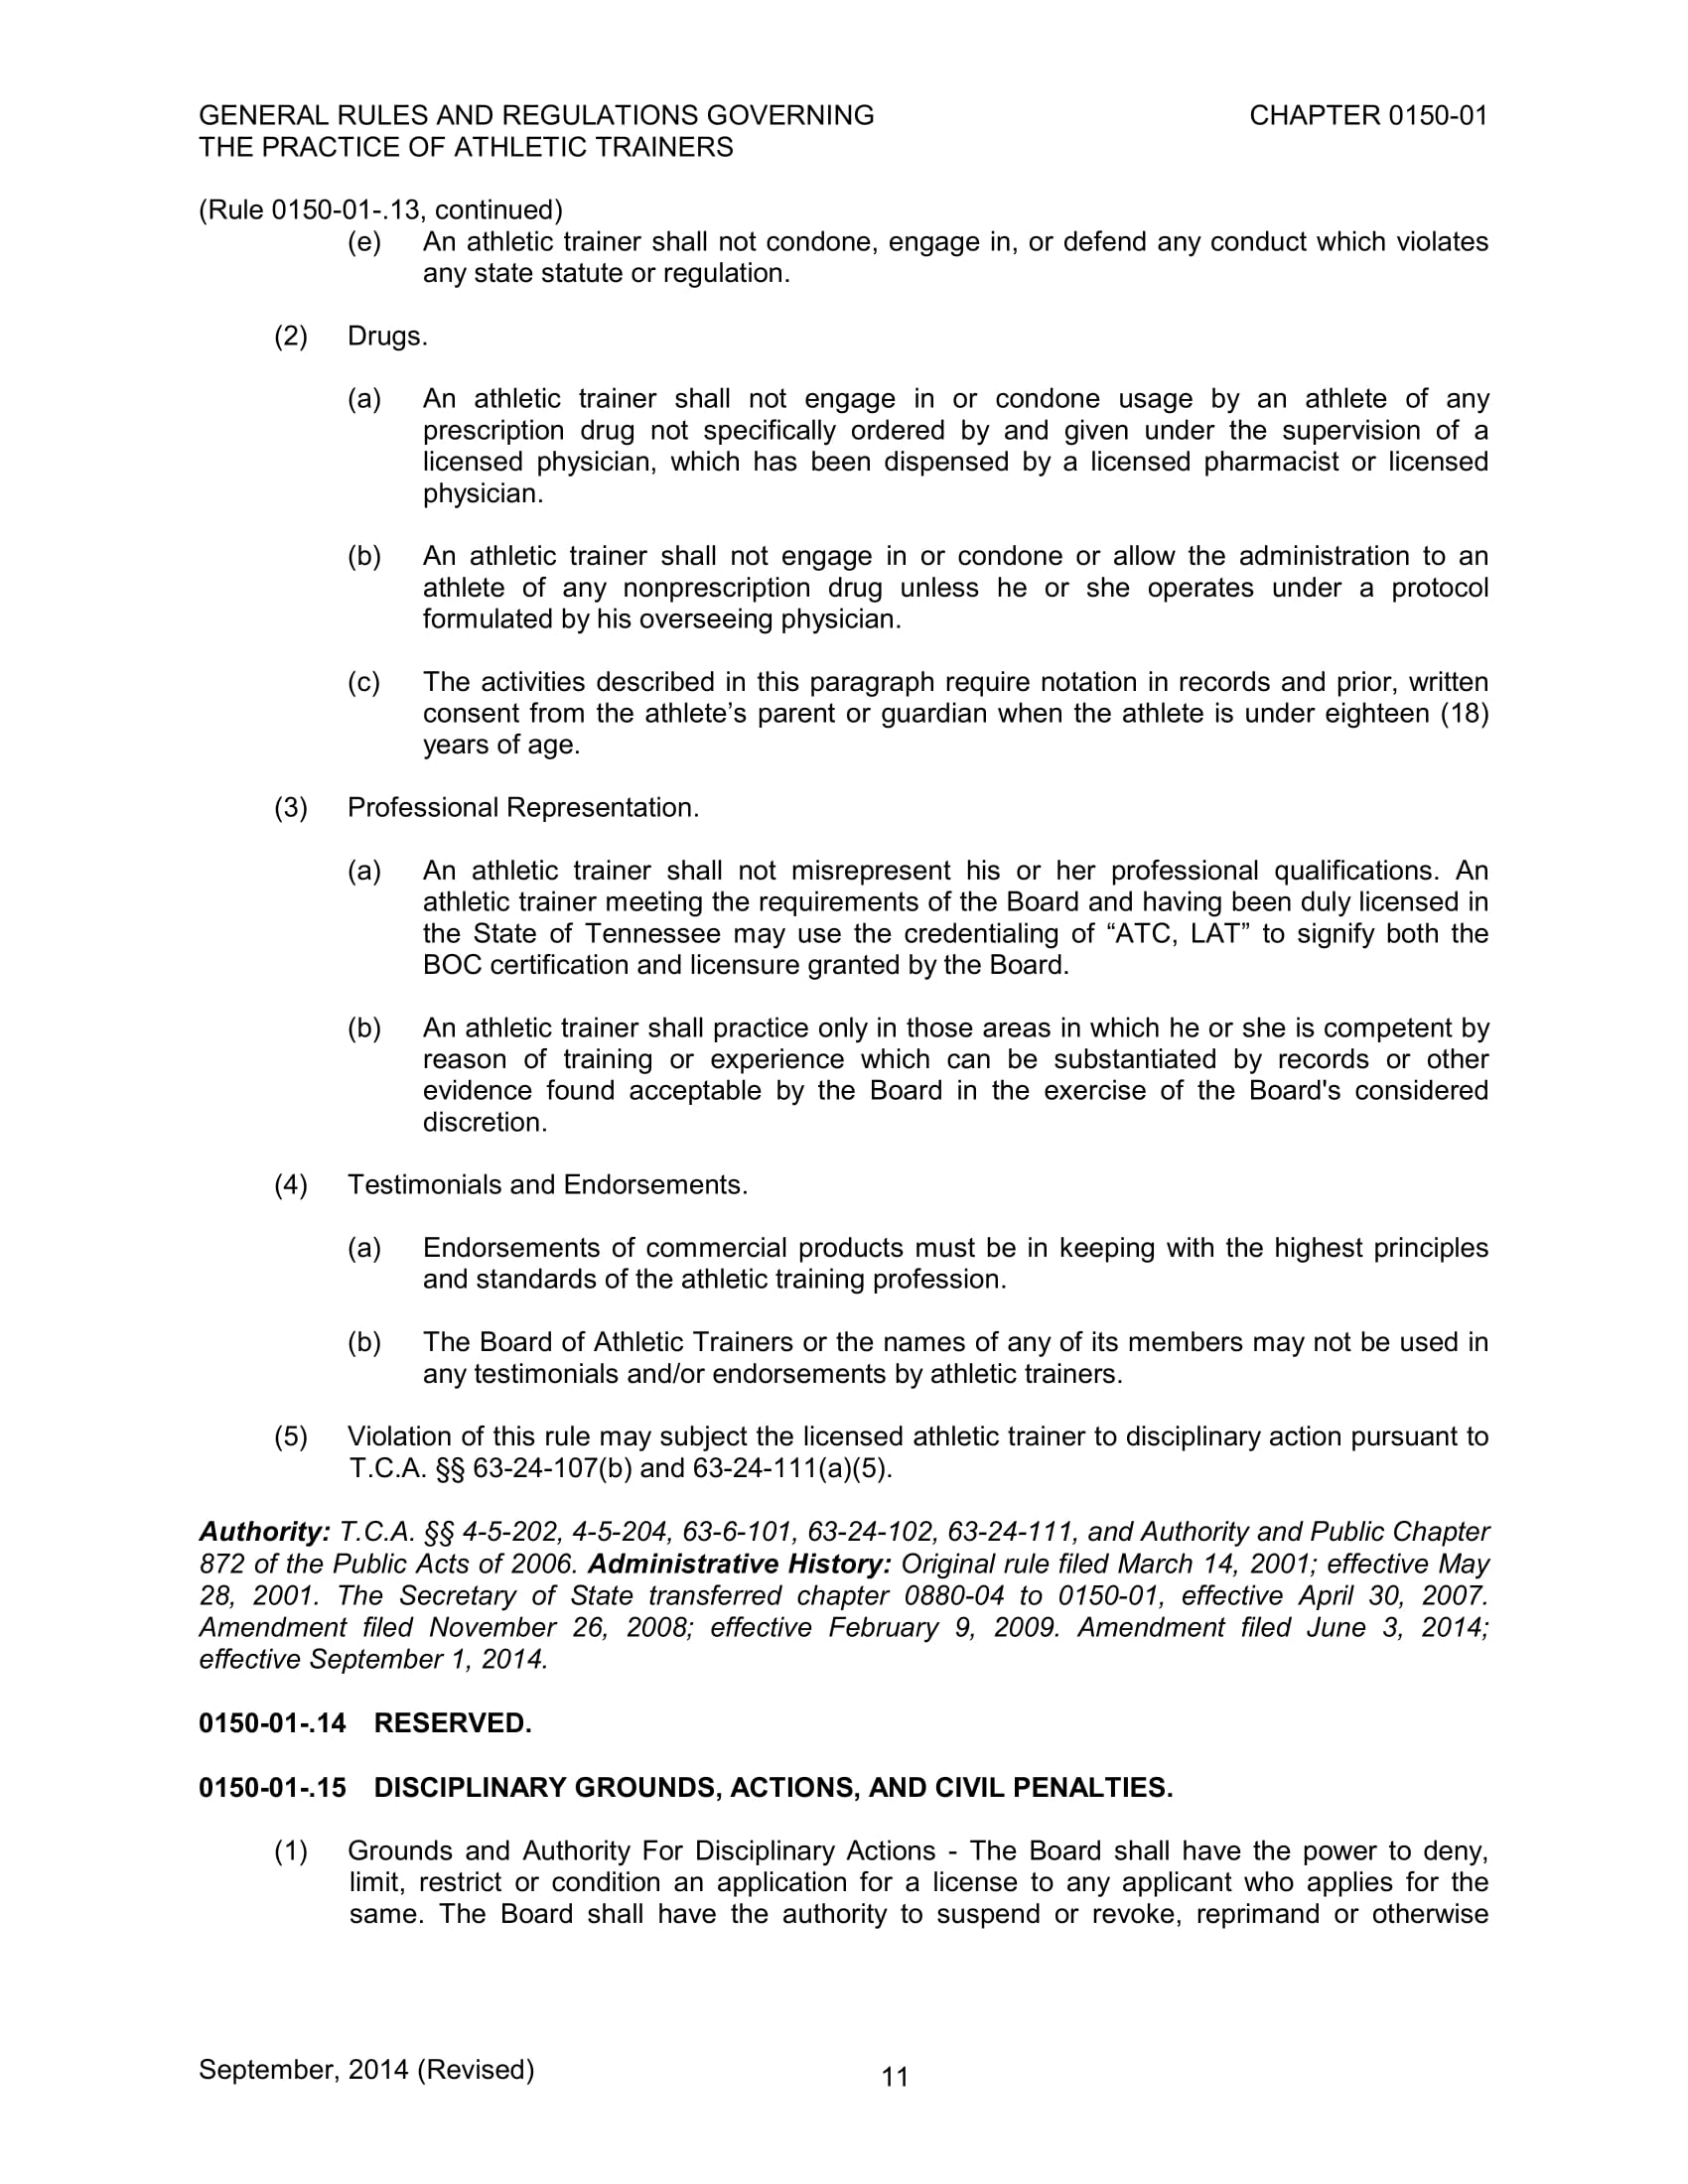 GENERAL RULES AND REGULATIONS GOVERNING CHAPTER 0150-01
THE PRACTICE OF ATHLETIC TRAINERS
(Rule 0150-01-.13, continued)
(e) An athletic trainer shall not condone, engage in, or defend any conduct which violates
any state statute or regulation.
(2) Drugs.
(a) An athletic trainer shall not engage in or condone usage by an athlete of any
prescription drug not specifically ordered by and given under the supervision of a
licensed physician, which has been dispensed by a licensed pharmacist or licensed
physician.
(b) An athletic trainer shall not engage in or condone or allow the administration to an
athlete of any nonprescription drug unless he or she operates under a protocol
formulated by his overseeing physician.
(c) The activities described in this paragraph require notation in records and prior, written
consent from the athlete’s parent or guardian when the athlete is under eighteen (18)
years of age.
(3) Professional Representation.
(a) An athletic trainer shall not misrepresent his or her professional qualifications. An
athletic trainer meeting the requirements of the Board and having been duly licensed in
the State of Tennessee may use the credentialing of “ATC, LAT” to signify both the
BOC certification and licensure granted by the Board.
(b) An athletic trainer shall practice only in those areas in which he or she is competent by
reason of training or experience which can be substantiated by records or other
evidence found acceptable by the Board in the exercise of the Board's considered
discretion.
(4) Testimonials and Endorsements.
(a) Endorsements of commercial products must be in keeping with the highest principles
and standards of the athletic training profession.
(b) The Board of Athletic Trainers or the names of any of its members may not be used in
any testimonials and/or endorsements by athletic trainers.
(5) Violation of this rule may subject the licensed athletic trainer to disciplinary action pursuant to
T.C.A. §§ 63-24-107(b) and 63-24-111(a)(5).
Authority: T.C.A. §§ 4-5-202, 4-5-204, 63-6-101, 63-24-102, 63-24-111, and Authority and Public Chapter
872 of the Public Acts of 2006. Administrative History: Original rule filed March 14, 2001; effective May
28, 2001. The Secretary of State transferred chapter 0880-04 to 0150-01, effective April 30, 2007.
Amendment filed November 26, 2008; effective February 9, 2009. Amendment filed June 3, 2014;
effective September 1, 2014.
0150-01-.14 RESERVED.
0150-01-.15 DISCIPLINARY GROUNDS, ACTIONS, AND CIVIL PENALTIES.
(1) Grounds and Authority For Disciplinary Actions - The Board shall have the power to deny,
limit, restrict or condition an application for a license to any applicant who applies for the
same. The Board shall have the authority to suspend or revoke, reprimand or otherwise
September, 2014 (Revised)
11